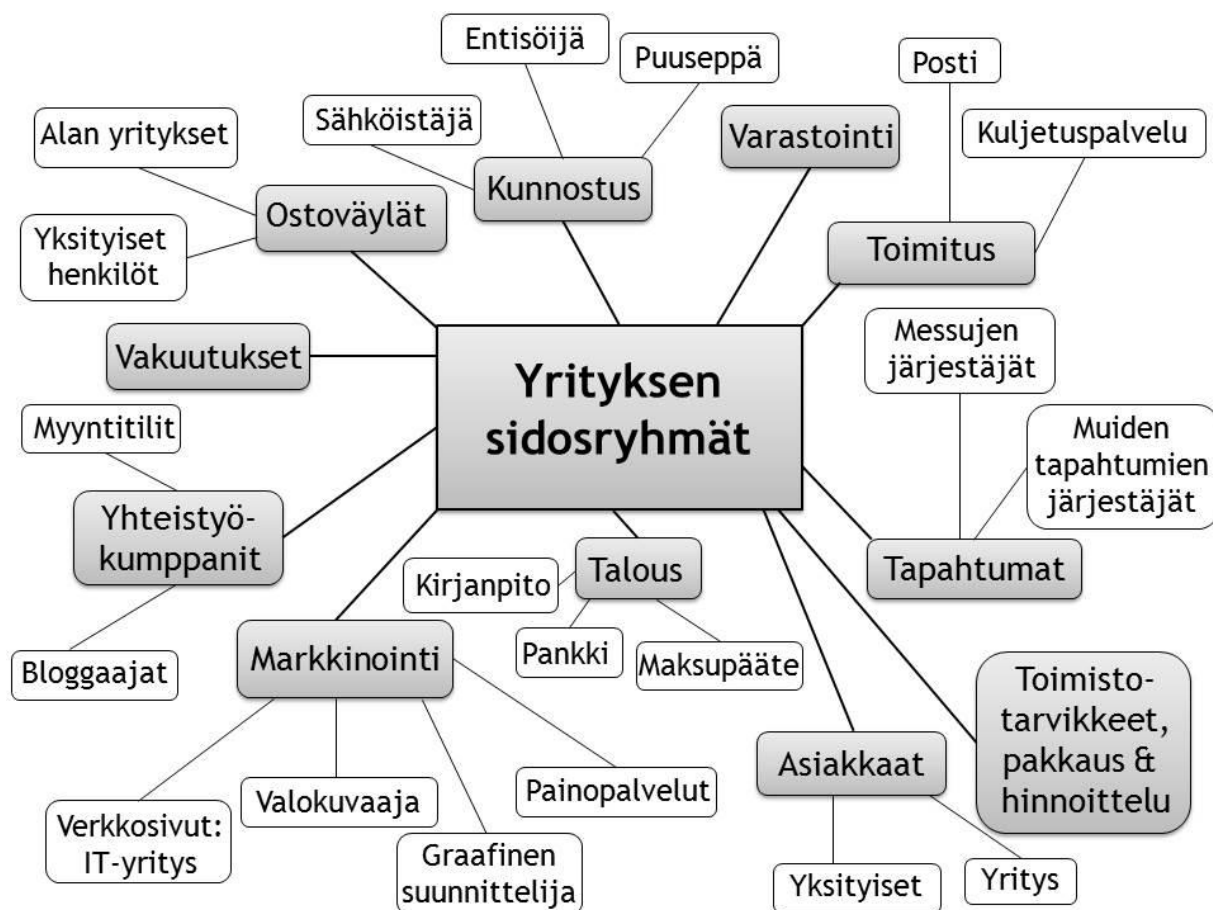 Entisöijä
Puuseppä
Posti
Sähköistäjä
Alan yritykset
Varastointi
Kuljetuspalvelu
Kunnostus
Ostoväylät
Yksityiset
henkilöt
Toimitus
Vakuutukset
Messujen
järjestäjät
Yrityksen
sidosryhmät
Myyntitilit
Muiden
tapahtumien
järjestäjät
Yhteistyö-
kumppanit
Kirjanpito
Talous
Tapahtumat
Bloggaajat
Markkinointi
Pankki
Maksupääte
Toimisto-
tarvikkeet,
pakkaus &
hinnoittelu
Asiakkaat
Valokuvaaja
Painopalvelut
Verkkosivut:
IT-yritys
Graafinen
suunnittelija
Yksityiset
Yritys